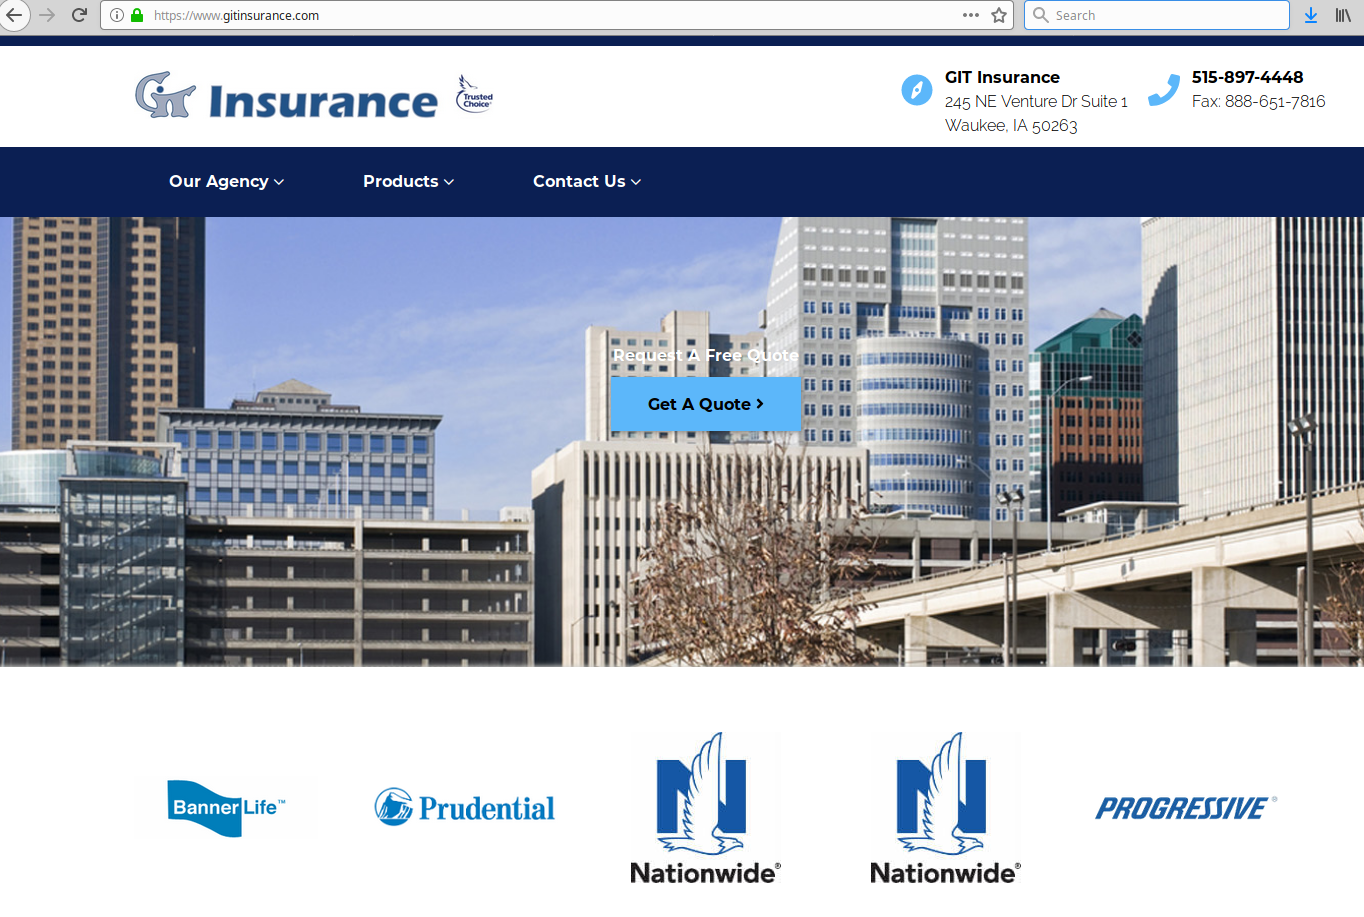 https://www.gitinsurance.com
Search
GIT Insurance
Trusted
Choice®
GIT Insurance
245 NE Venture Dr Suite 1
Waukee, IA 50263
515-897-4448
Fax: 888-651-7816
Our Agency
Products
Contact Us
Request A Free Quote
Get A Quote
BannerLife™
Prudential
Nationwide®
Nationwide®
PROGRESSIVE®